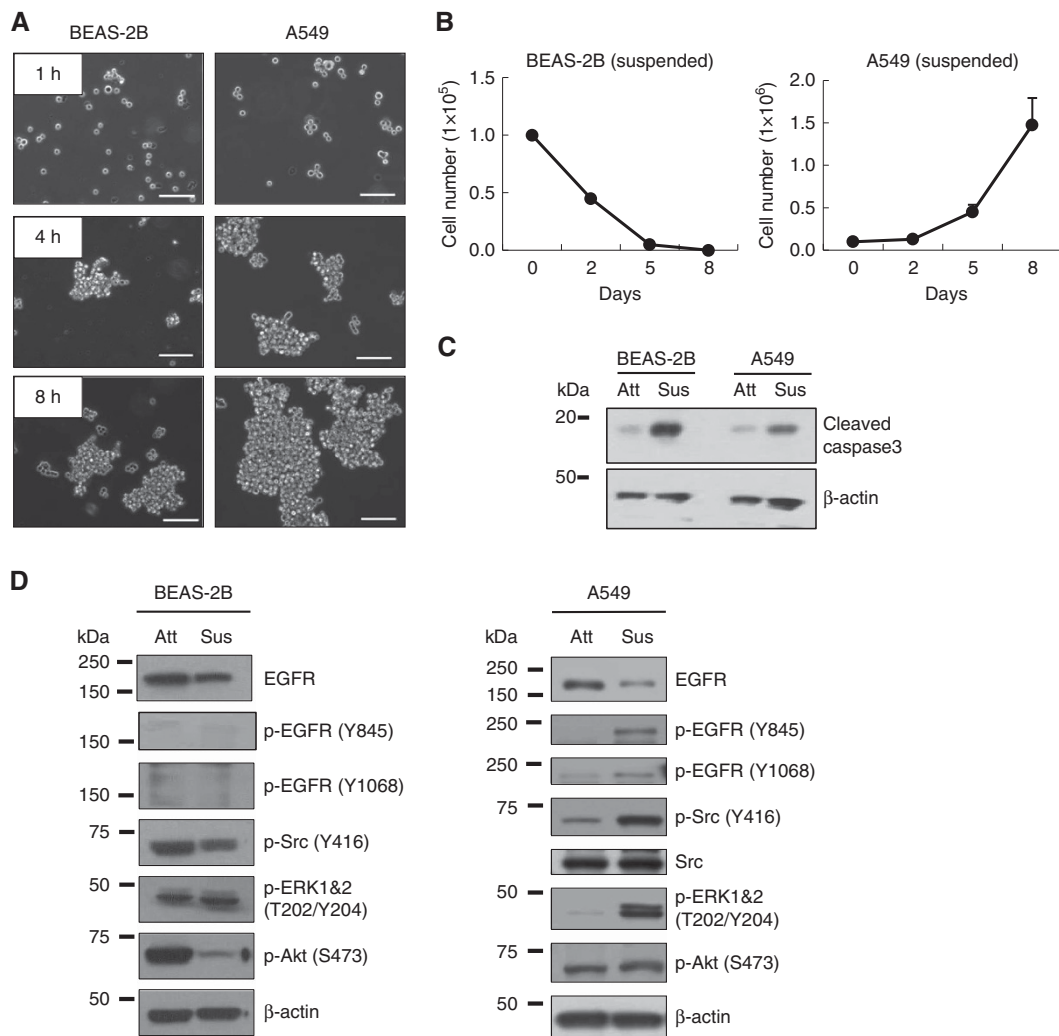 A
BEAS-2B
A549
1 h
4 h
8 h
B
BEAS-2B (suspended)
Cell number (1×10⁵)
1.5
1.0
0.5
0.0
0
2
5
8
Days
A549 (suspended)
Cell number (1×10⁶)
2.0
1.5
1.0
0.5
0.0
0
2
5
8
Days
C
BEAS-2B
A549
kDa
Att
Sus
Att
Sus
20
Cleaved
caspase3
50
β-actin
D
BEAS-2B
kDa
Att
Sus
250
150
EGFR
150
p-EGFR (Y845)
150
p-EGFR (Y1068)
75
p-Src (Y416)
50
p-ERK1&2
(T202/Y204)
75
p-Akt (S473)
50
β-actin
A549
kDa
Att
Sus
250
150
EGFR
250
p-EGFR (Y845)
250
p-EGFR (Y1068)
75
p-Src (Y416)
Src
50
p-ERK1&2
(T202/Y204)
75
p-Akt (S473)
50
β-actin